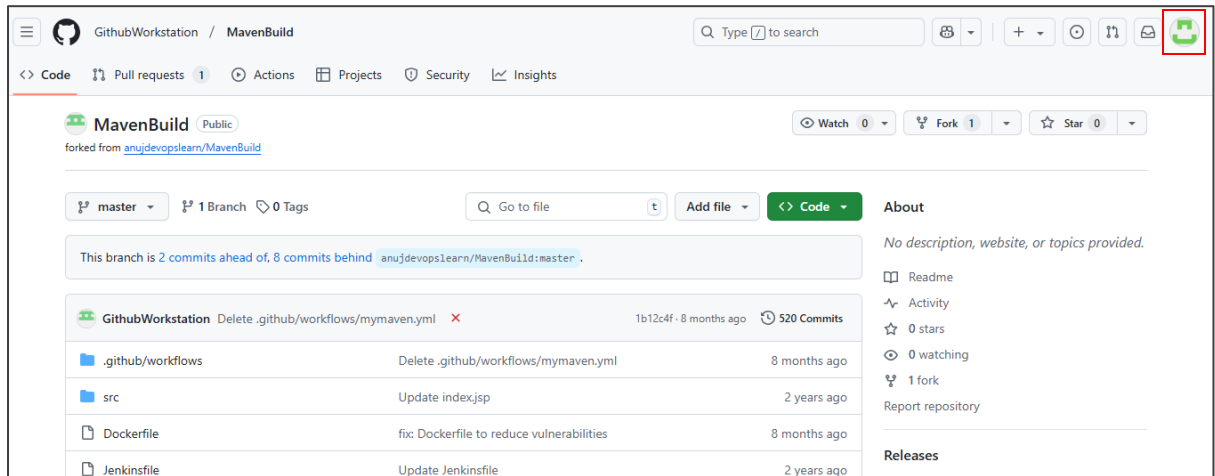 GithubWorkstation / MavenBuild
Type / to search
Code
Pull requests 1
Actions
Projects
Security
Insights
MavenBuild Public
Watch 0
Fork 1
Star 0
forked from anujdevopslearn/MavenBuild
master
1 Branch
0 Tags
Go to file t
Add file
Code
This branch is 2 commits ahead of, 8 commits behind anujdevopslearn/MavenBuild:master .
GithubWorkstation Delete .github/workflows/mymaven.yml 1b12c4f · 8 months ago 520 Commits
.github/workflows Delete .github/workflows/mymaven.yml 8 months ago
src Update index.jsp 2 years ago
Dockerfile fix: Dockerfile to reduce vulnerabilities 8 months ago
Jenkinsfile Update Jenkinsfile 2 years ago
About
No description, website, or topics provided.
Readme
Activity
0 stars
0 watching
1 fork
Report repository
Releases